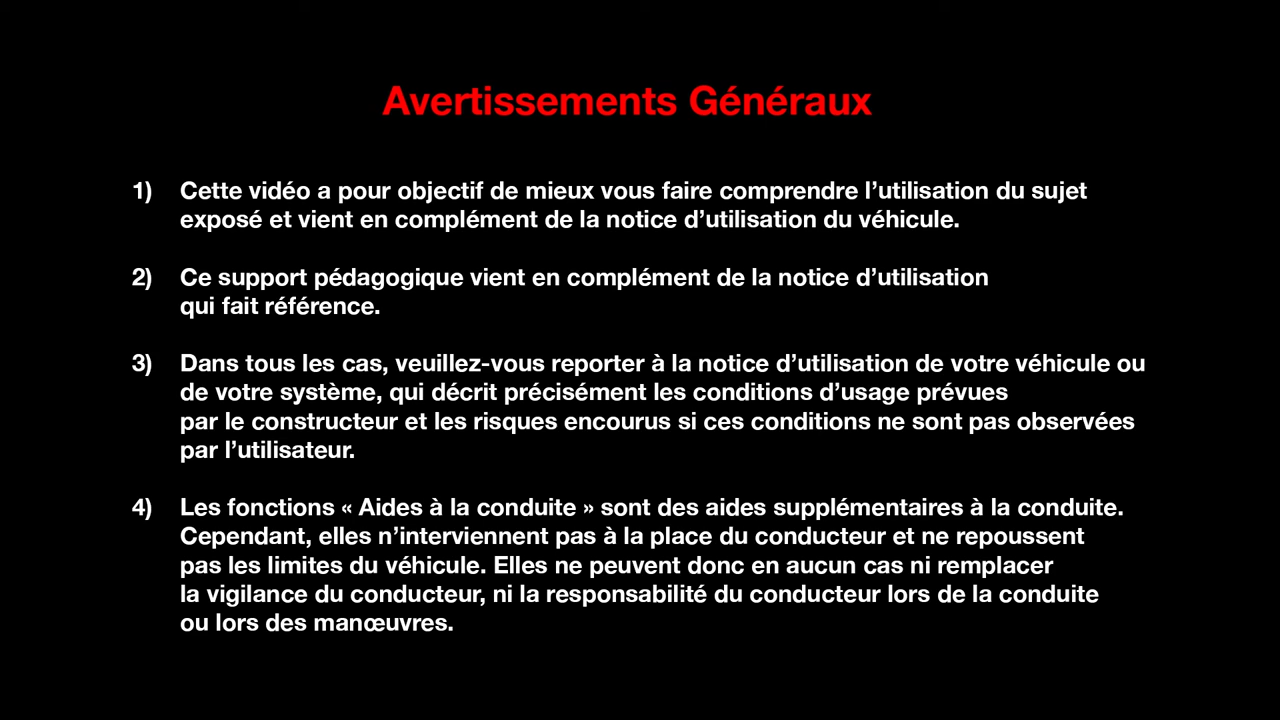 Avertissements Généraux
1) Cette vidéo a pour objectif de mieux vous faire comprendre l’utilisation du sujet
exposé et vient en complément de la notice d’utilisation du véhicule.
2) Ce support pédagogique vient en complément de la notice d’utilisation
qui fait référence.
3) Dans tous les cas, veuillez-vous reporter à la notice d’utilisation de votre véhicule ou
de votre système, qui décrit précisément les conditions d’usage prévues
par le constructeur et les risques encourus si ces conditions ne sont pas observées
par l’utilisateur.
4) Les fonctions « Aides à la conduite » sont des aides supplémentaires à la conduite.
Cependant, elles n’interviennent pas à la place du conducteur et ne repoussent
pas les limites du véhicule. Elles ne peuvent donc en aucun cas ni remplacer
la vigilance du conducteur, ni la responsabilité du conducteur lors de la conduite
ou lors des manœuvres.